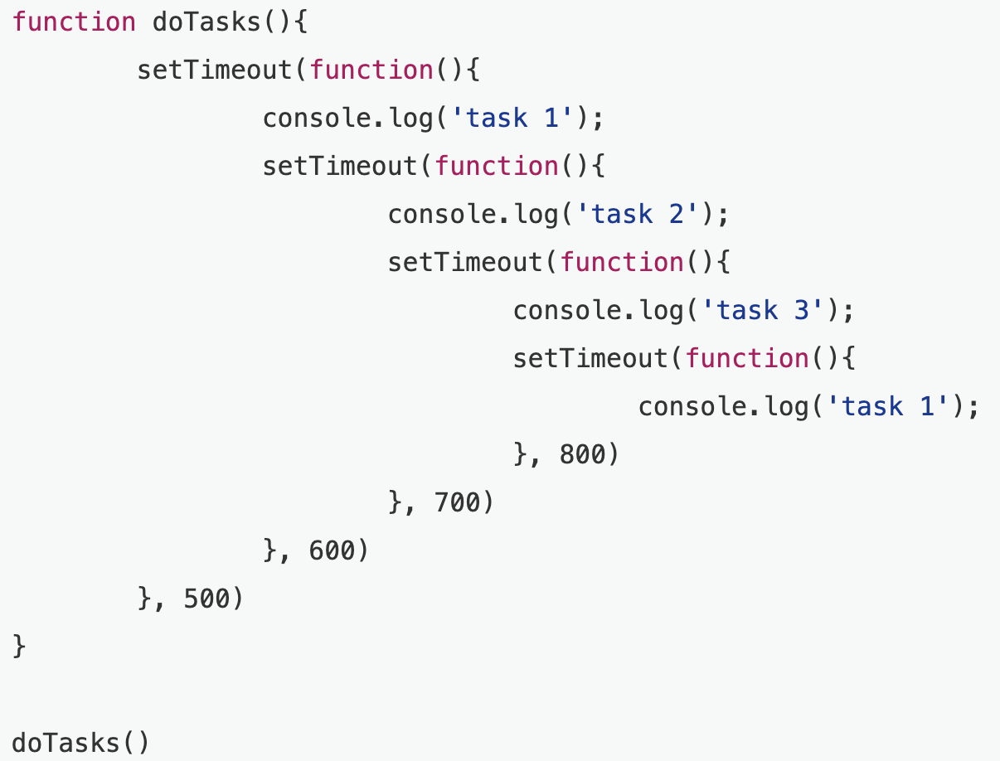 function doTasks(){
        setTimeout(function(){
                console.log('task 1');
                setTimeout(function(){
                        console.log('task 2');
                        setTimeout(function(){
                                console.log('task 3');
                                setTimeout(function(){
                                        console.log('task 1');
                                }, 800)
                        }, 700)
                }, 600)
        }, 500)
}

doTasks()